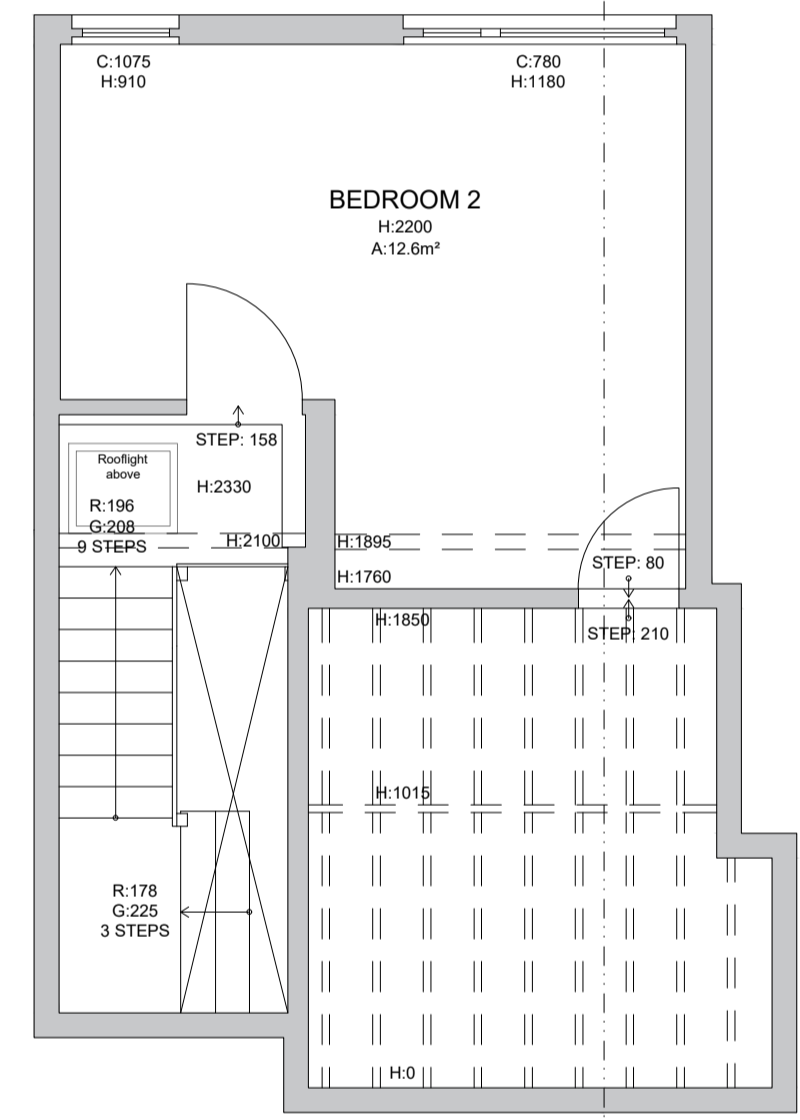 C:1075
H:910
C:780
H:1180
BEDROOM 2
H:2200
A:12.6m²
STEP: 158
Rooflight
above
H:2330
R:196
G:208
9 STEPS
H:2100
H:1895
H:1760
STEP: 80
H:1850
STEP: 210
H:1015
R:178
G:225
3 STEPS
H:0